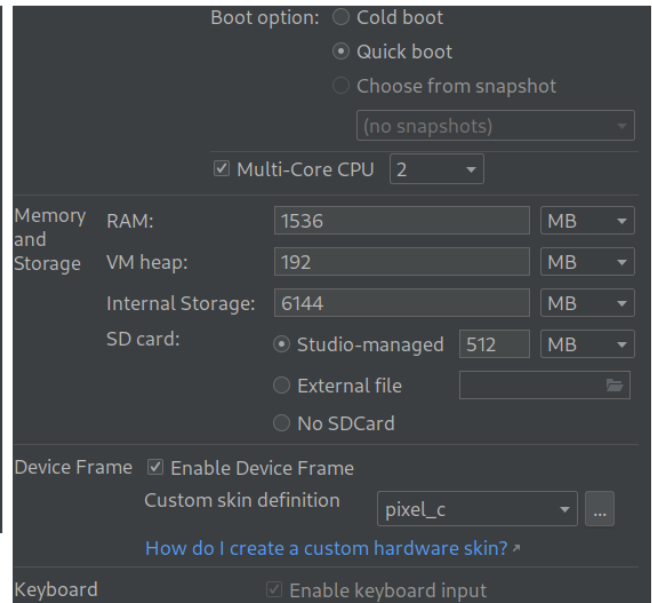 Boot option: Cold boot
Quick boot
Choose from snapshot
(no snapshots)
Multi-Core CPU 2
Memory and Storage
RAM: 1536 MB
VM heap: 192 MB
Internal Storage: 6144 MB
SD card: Studio-managed 512 MB
External file
No SDCard
Device Frame Enable Device Frame
Custom skin definition pixel_c ...
How do I create a custom hardware skin? ↗
Keyboard Enable keyboard input